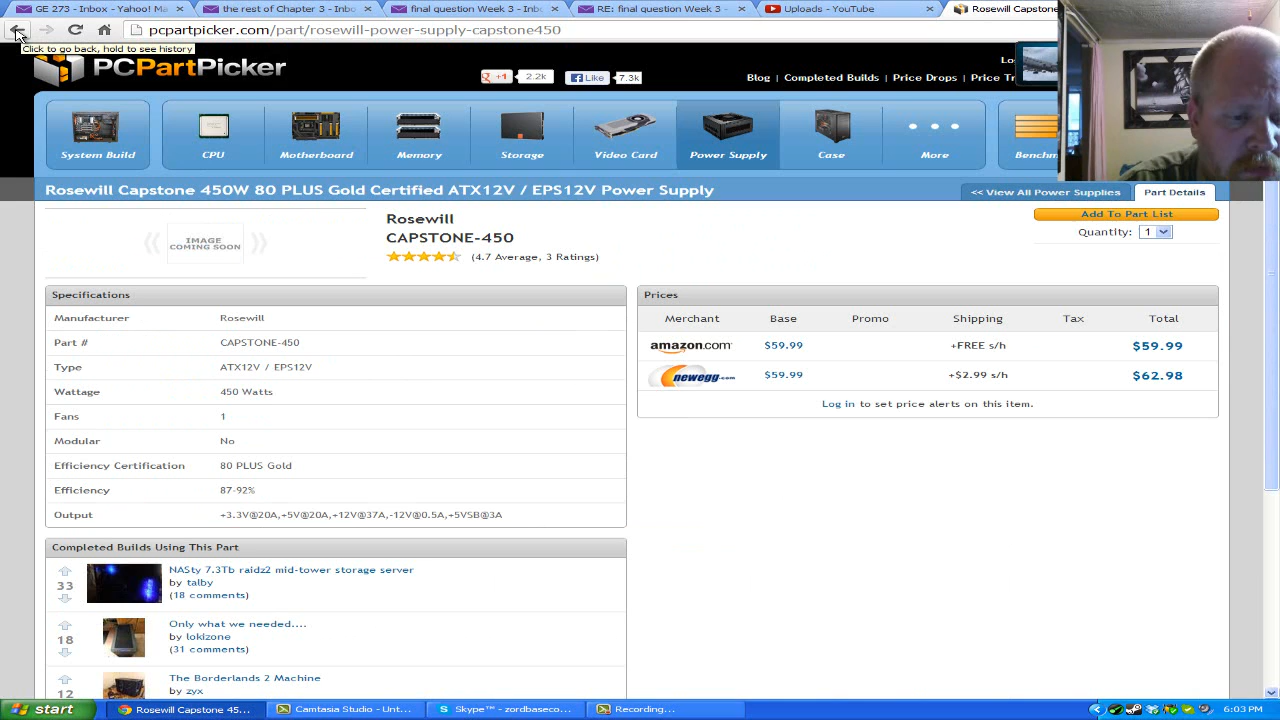 GE 273 - Inbox - Yahoo! Ma
the rest of Chapter 3 - Inbo
final question Week 3 - Inb
RE: final question Week 3 -
Uploads - YouTube
Rosewill Capstone
pcpartpicker.com/part/rosewill-power-supply-capstone450
Click to go back, hold to see history
PCPartPicker
+1 2.2k
Like 7.3k
Blog Completed Builds Price Drops Price Tr
System Build CPU Motherboard Memory Storage Video Card Power Supply Case More Benchm
Rosewill Capstone 450W 80 PLUS Gold Certified ATX12V / EPS12V Power Supply
<< View All Power Supplies Part Details
IMAGE
COMING SOON
Rosewill
CAPSTONE-450
(4.7 Average, 3 Ratings)
Add To Part List
Quantity: 1
Specifications
Manufacturer Rosewill
Part # CAPSTONE-450
Type ATX12V / EPS12V
Wattage 450 Watts
Fans 1
Modular No
Efficiency Certification 80 PLUS Gold
Efficiency 87-92%
Output +3.3V@20A,+5V@20A,+12V@37A,-12V@0.5A,+5VSB@3A
Prices
Merchant Base Promo Shipping Tax Total
amazon.com $59.99 +FREE s/h $59.99
newegg.com $59.99 +$2.99 s/h $62.98
Log in to set price alerts on this item.
Completed Builds Using This Part
33
NASty 7.3Tb raidz2 mid-tower storage server
by talby
(18 comments)
18
Only what we needed....
by lokizone
(31 comments)
12
The Borderlands 2 Machine
by zyx
start
Rosewill Capstone 45...
Camtasia Studio - Unt...
Skype™ - zordbaseco...
Recording...
6:03 PM